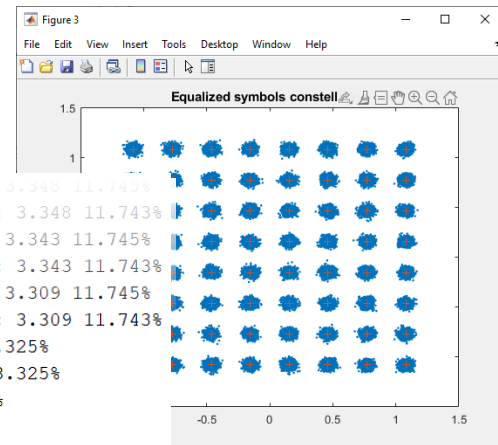 Figure 3
File Edit View Insert Tools Desktop Window Help
Equalized symbols constell
1.5
1
3.348 11.745%
: 3.348 11.743%
3.343 11.745%
: 3.343 11.743%
3.309 11.745%
: 3.309 11.743%
.325%
3.325%
-0.5 0 0.5 1 1.5